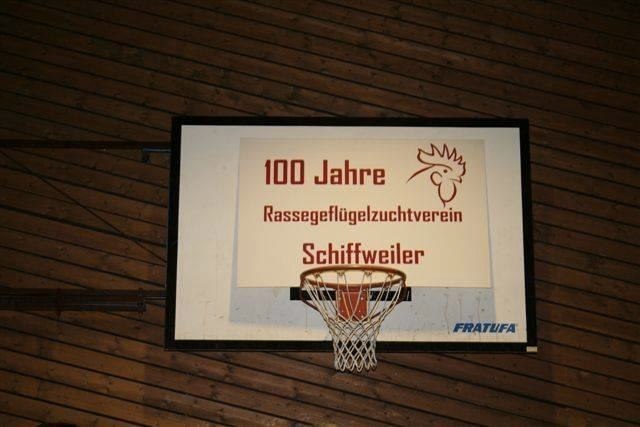 100 Jahre
Rassegeflügelzuchtverein
Schiffweiler
FRATUFA